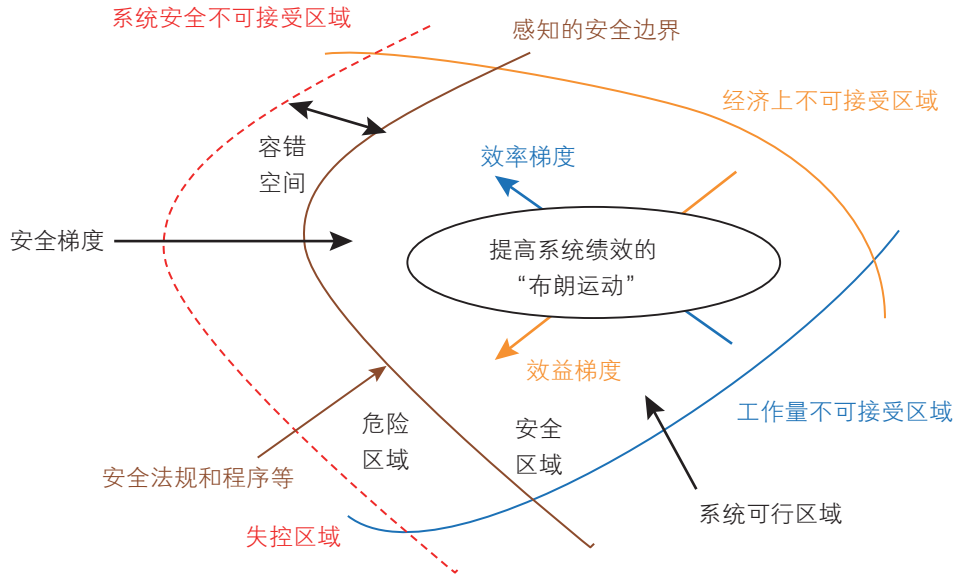 系统安全不可接受区域
感知的安全边界
经济上不可接受区域
容错
空间
效率梯度
安全梯度
提高系统绩效的
“布朗运动”
效益梯度
工作量不可接受区域
危险
区域
安全
区域
安全法规和程序等
系统可行区域
失控区域